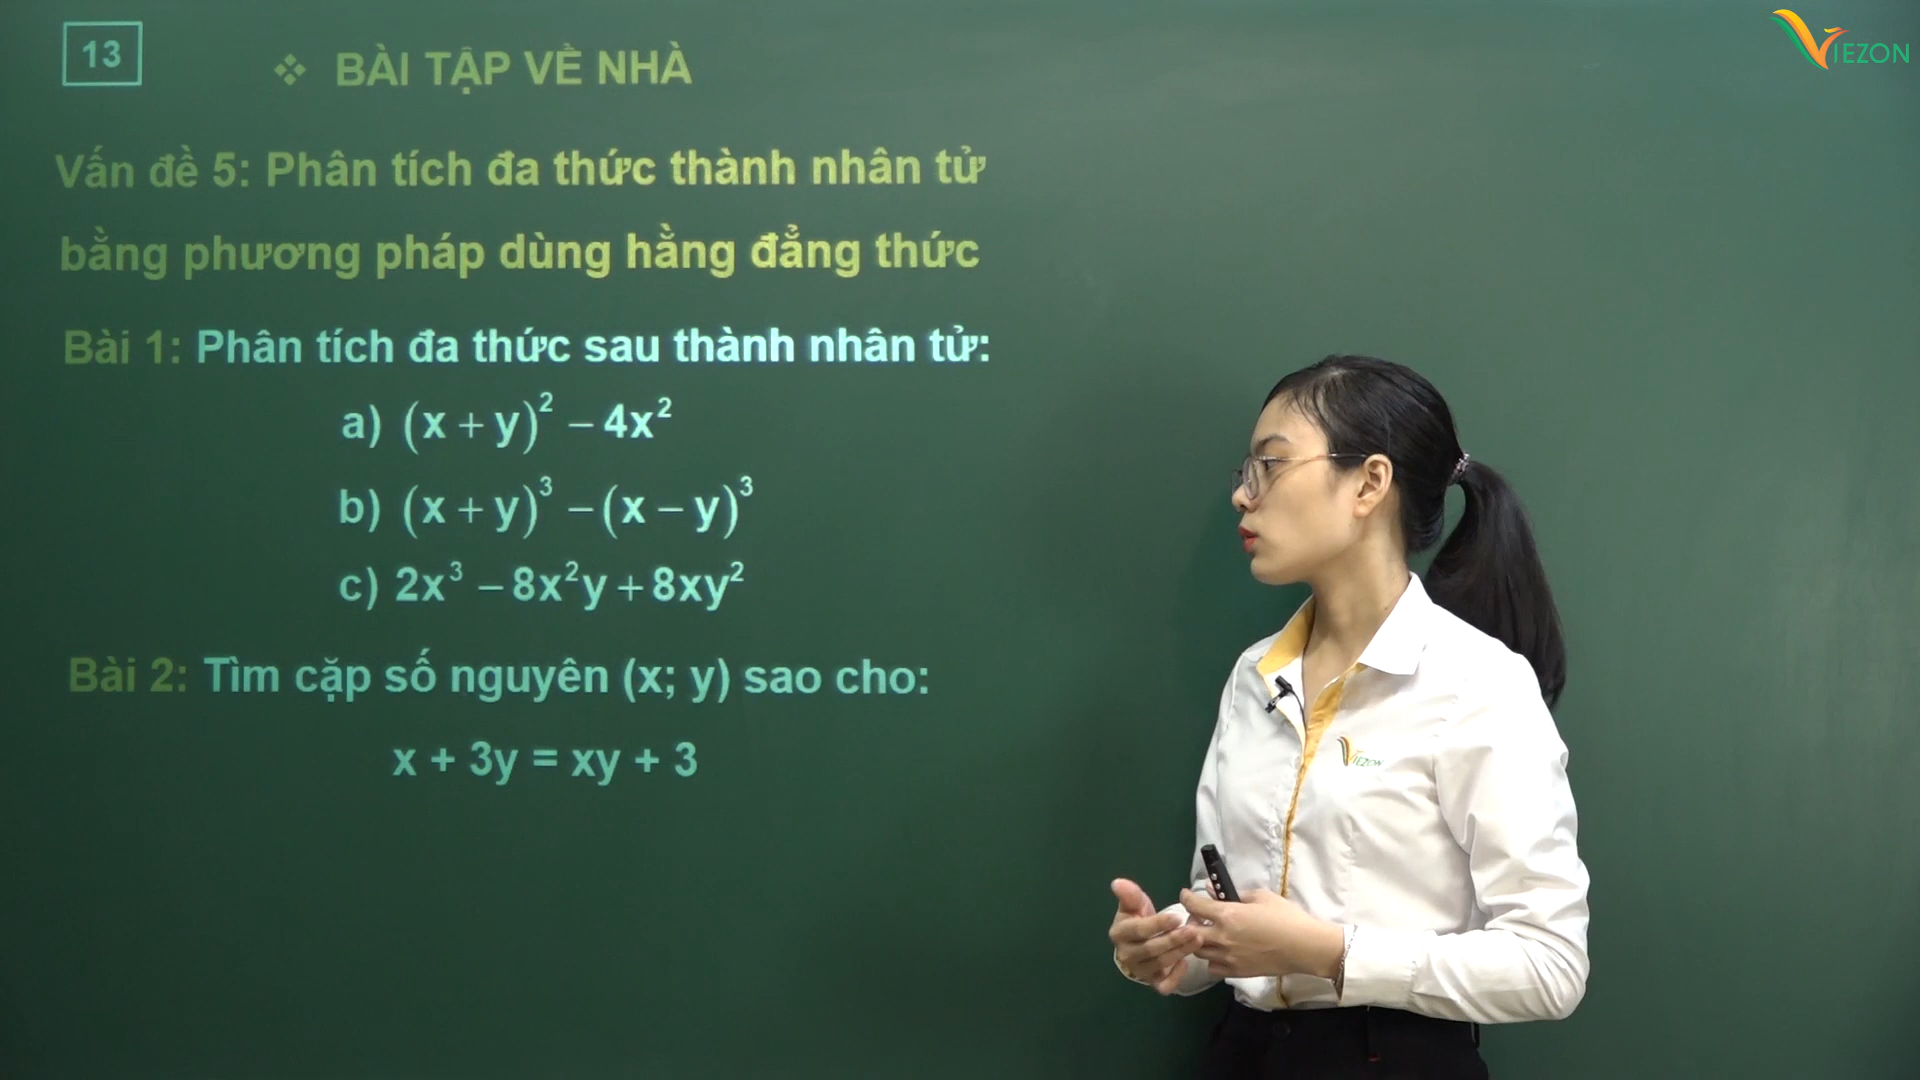 13
❖ BÀI TẬP VỀ NHÀ
VIEZON
Vấn đề 5: Phân tích đa thức thành nhân tử
bằng phương pháp dùng hằng đẳng thức
Bài 1: Phân tích đa thức sau thành nhân tử:
a) (x + y)² − 4x²
b) (x + y)³ − (x − y)³
c) 2x³ − 8x²y + 8xy²
Bài 2: Tìm cặp số nguyên (x; y) sao cho:
x + 3y = xy + 3
VIEZON